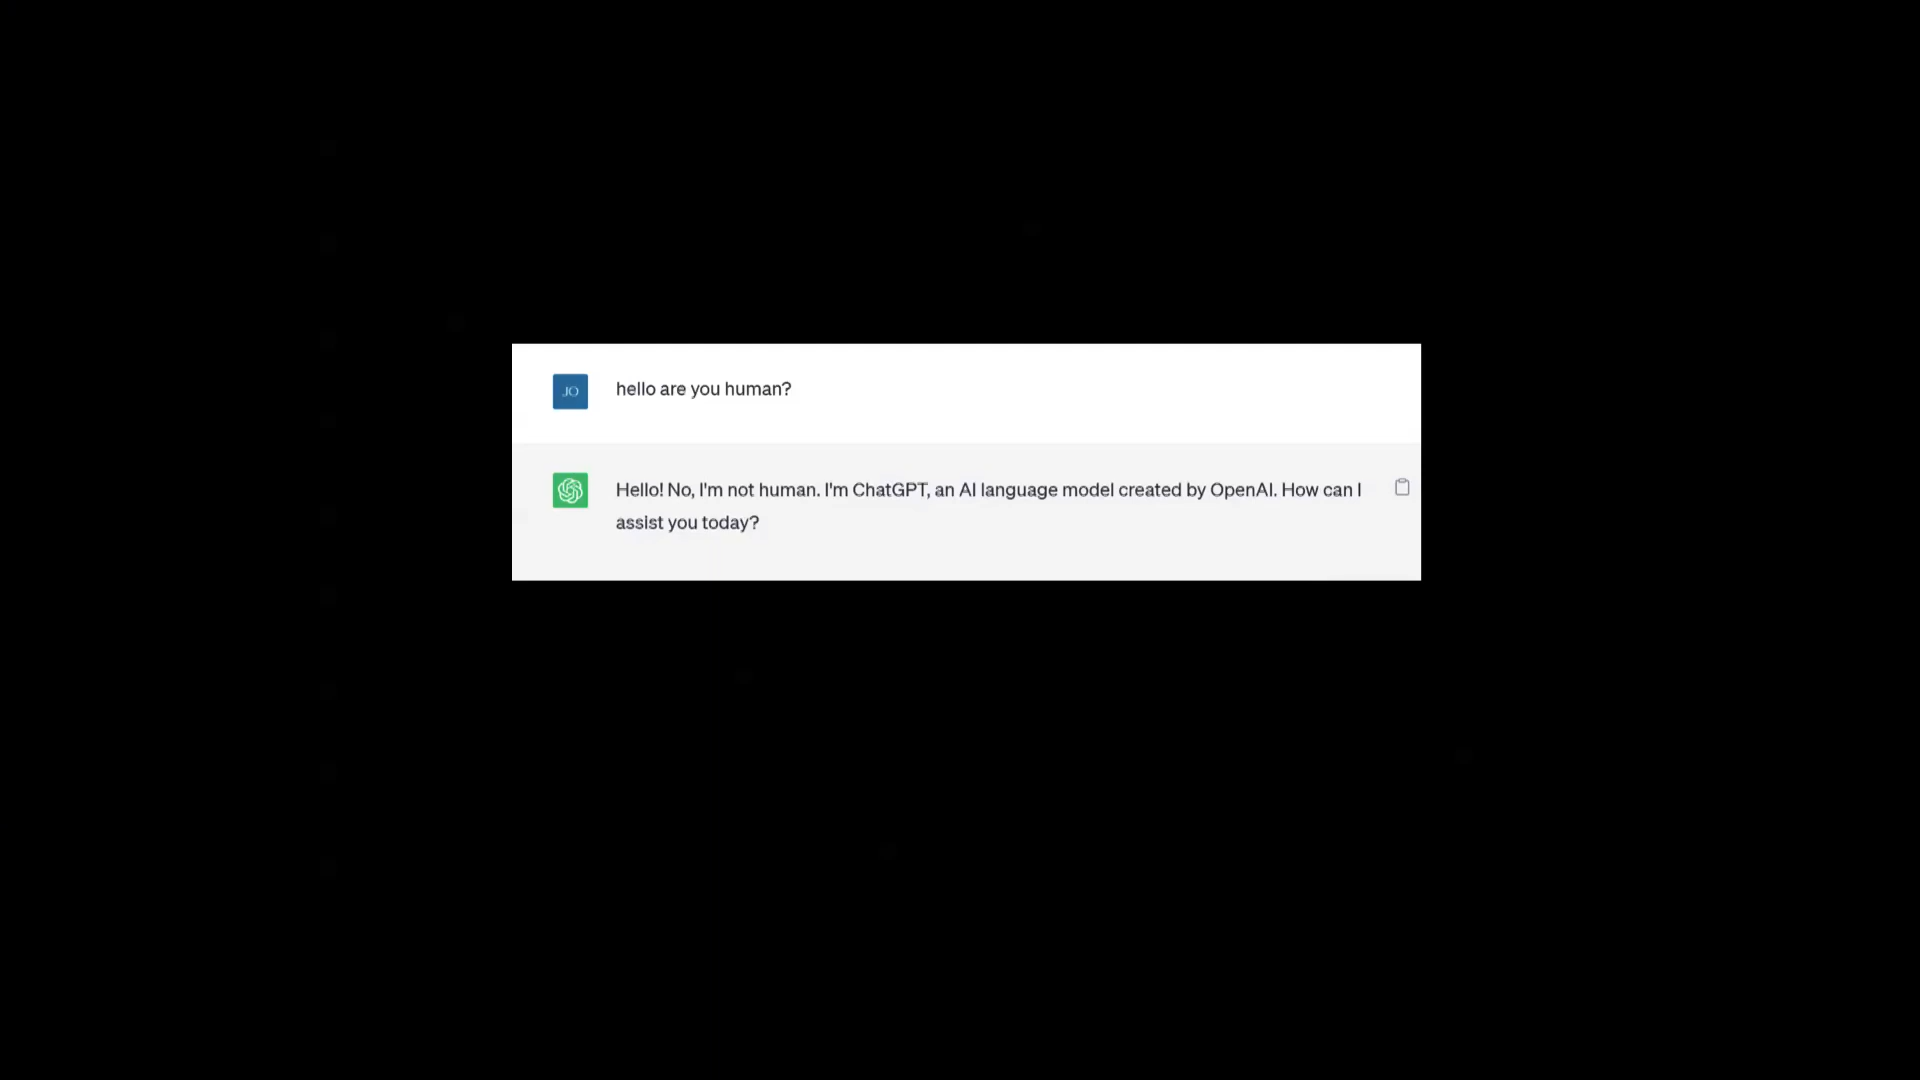 JO
hello are you human?
Hello! No, I'm not human. I'm ChatGPT, an AI language model created by OpenAI. How can I
assist you today?